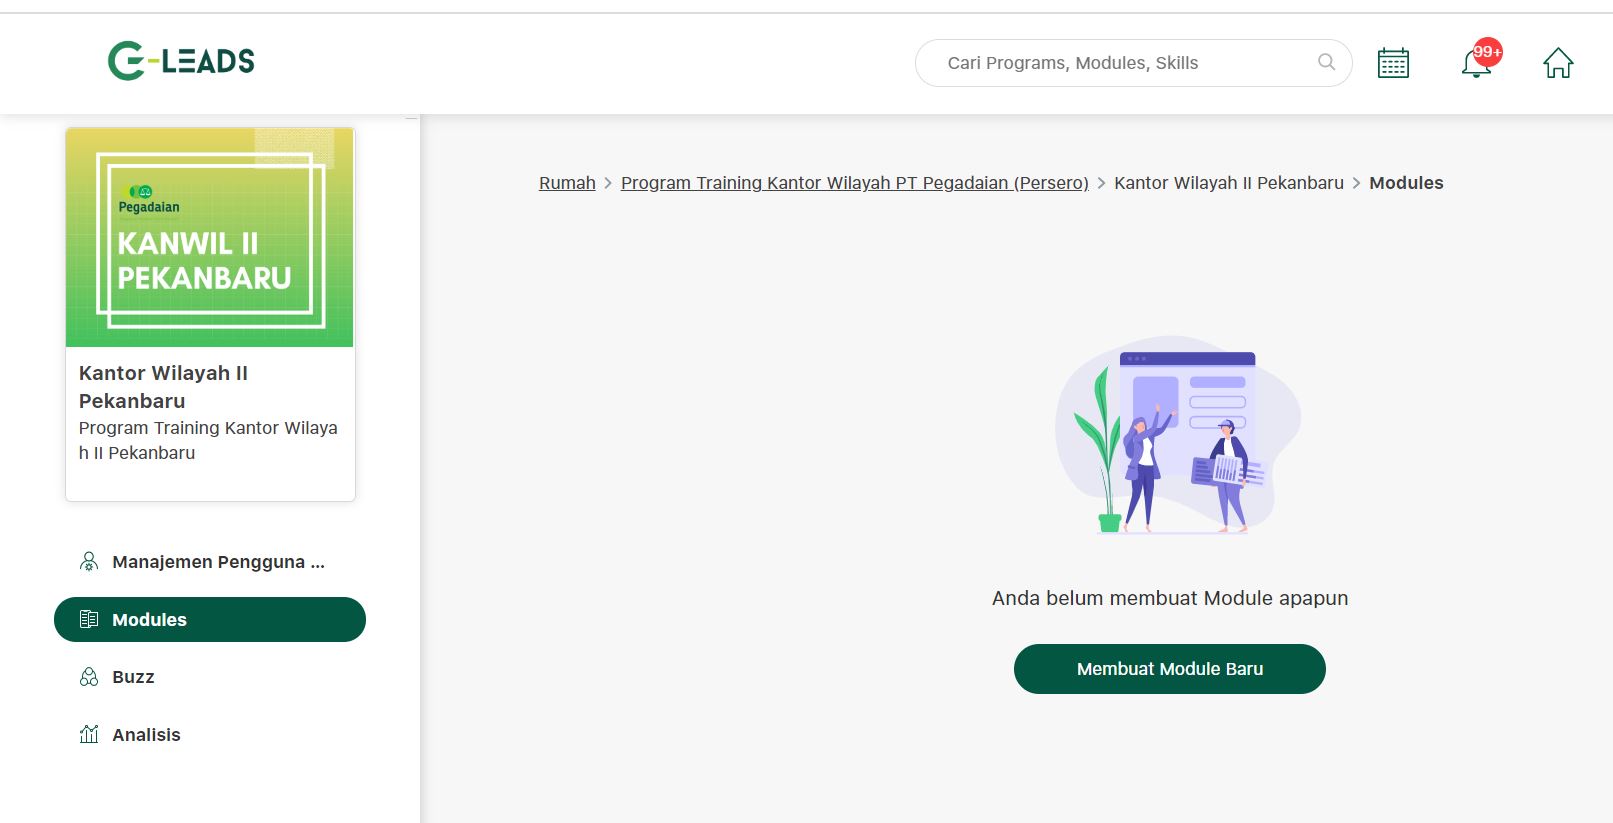 G-LEADS
Cari Programs, Modules, Skills
99+
Pegadaian
KANWIL II
PEKANBARU
Kantor Wilayah II
Pekanbaru
Program Training Kantor Wilaya
h II Pekanbaru
Manajemen Pengguna ...
Modules
Buzz
Analisis
Rumah > Program Training Kantor Wilayah PT Pegadaian (Persero) > Kantor Wilayah II Pekanbaru > Modules
Anda belum membuat Module apapun
Membuat Module Baru